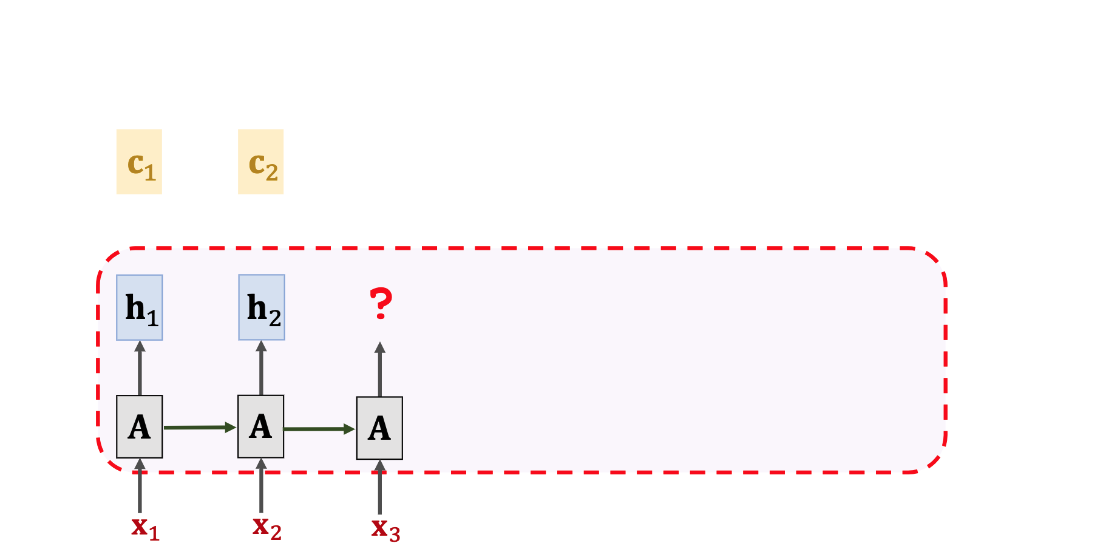 c₁ c₂
h₁ h₂ ?
A A A
x₁ x₂ x₃